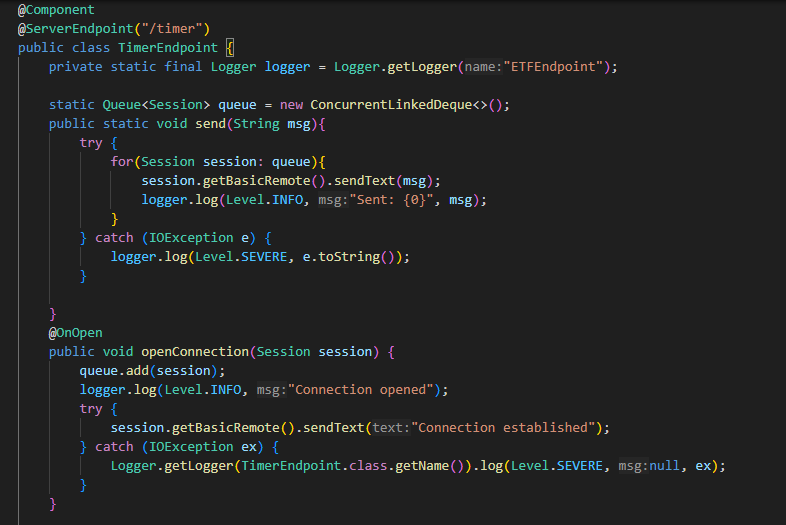 @Component
@ServerEndpoint("/timer")
public class TimerEndpoint {
    private static final Logger logger = Logger.getLogger(name:"ETFEndpoint");

    static Queue<Session> queue = new ConcurrentLinkedDeque<>();
    public static void send(String msg){
        try {
            for(Session session: queue){
                session.getBasicRemote().sendText(msg);
                logger.log(Level.INFO, msg:"Sent: {0}", msg);
            }
        } catch (IOException e) {
            logger.log(Level.SEVERE, e.toString());
        }

    }
    @OnOpen
    public void openConnection(Session session) {
        queue.add(session);
        logger.log(Level.INFO, msg:"Connection opened");
        try {
            session.getBasicRemote().sendText(text:"Connection established");
        } catch (IOException ex) {
            Logger.getLogger(TimerEndpoint.class.getName()).log(Level.SEVERE, msg:null, ex);
        }
    }